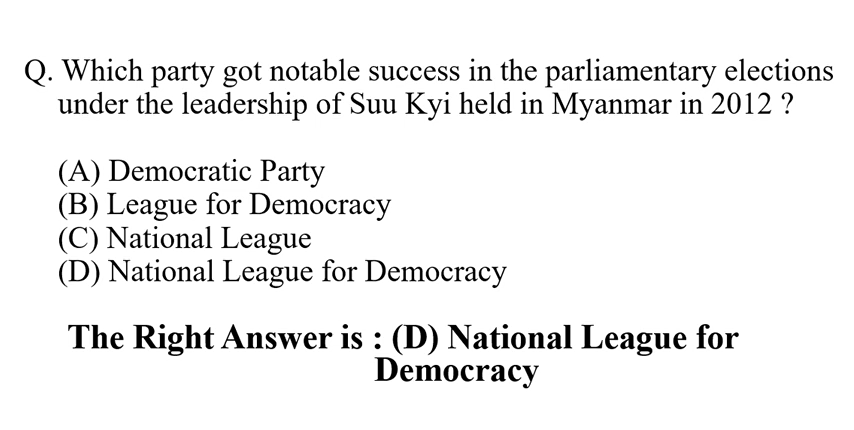 Q. Which party got notable success in the parliamentary elections
under the leadership of Suu Kyi held in Myanmar in 2012 ?
(A) Democratic Party
(B) League for Democracy
(C) National League
(D) National League for Democracy
The Right Answer is : (D) National League for
Democracy